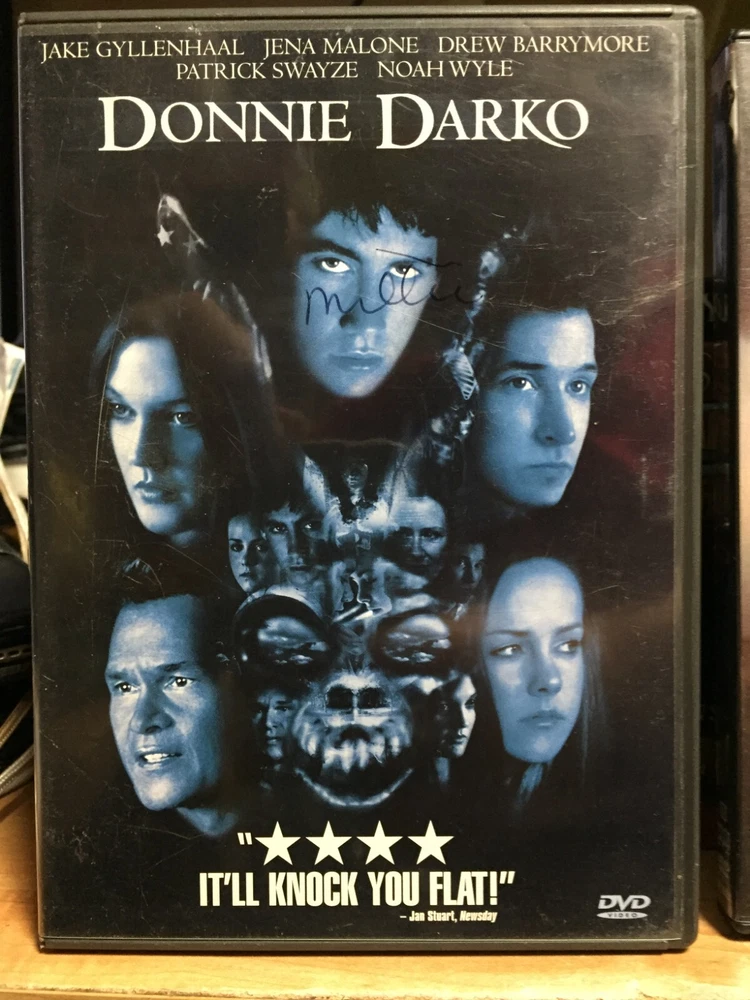 JAKE GYLLENHAAL JENA MALONE DREW BARRYMORE
PATRICK SWAYZE NOAH WYLE
DONNIE DARKO
Millie
"★★★★
IT'LL KNOCK YOU FLAT!"
– Jan Stuart, Newsday
DVD
VIDEO